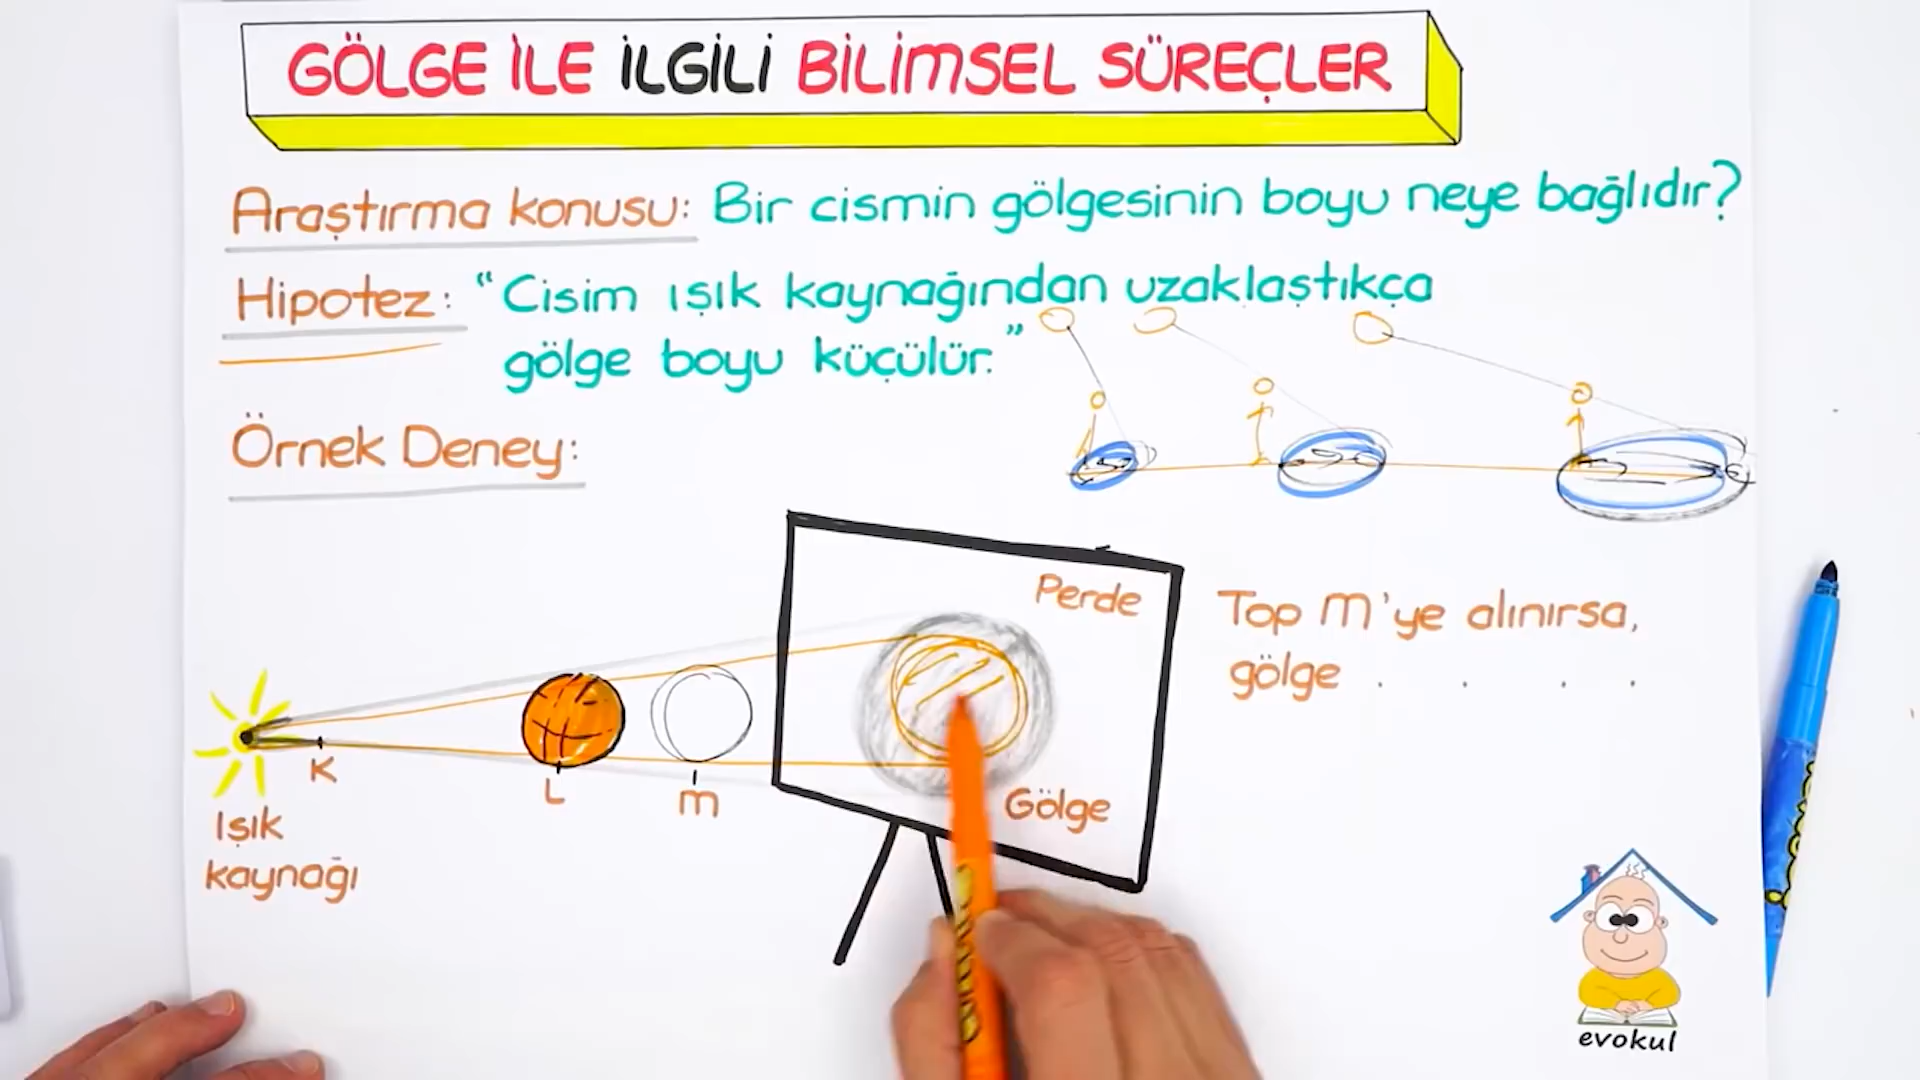 GÖLGE İLE İLGİLİ BİLİMSEL SÜREÇLER
Araştırma konusu: Bir cismin gölgesinin boyu neye bağlıdır?
Hipotez: "Cisim ışık kaynağından uzaklaştıkça
gölge boyu küçülür."
Örnek Deney:
Perde
Top M'ye alınırsa,
gölge . . . .
K
L
M
Gölge
Işık
kaynağı
evokul